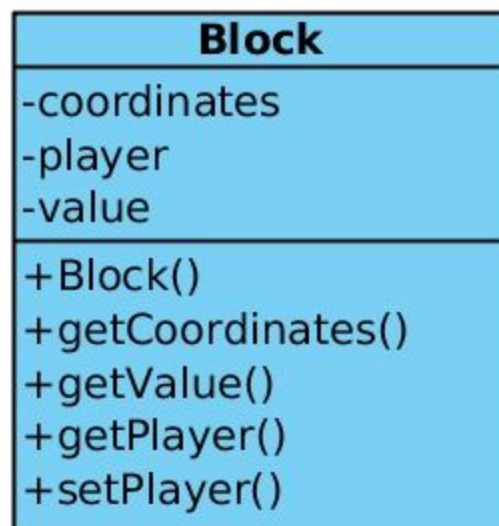 Block
-coordinates
-player
-value
+Block()
+getCoordinates()
+getValue()
+getPlayer()
+setPlayer()